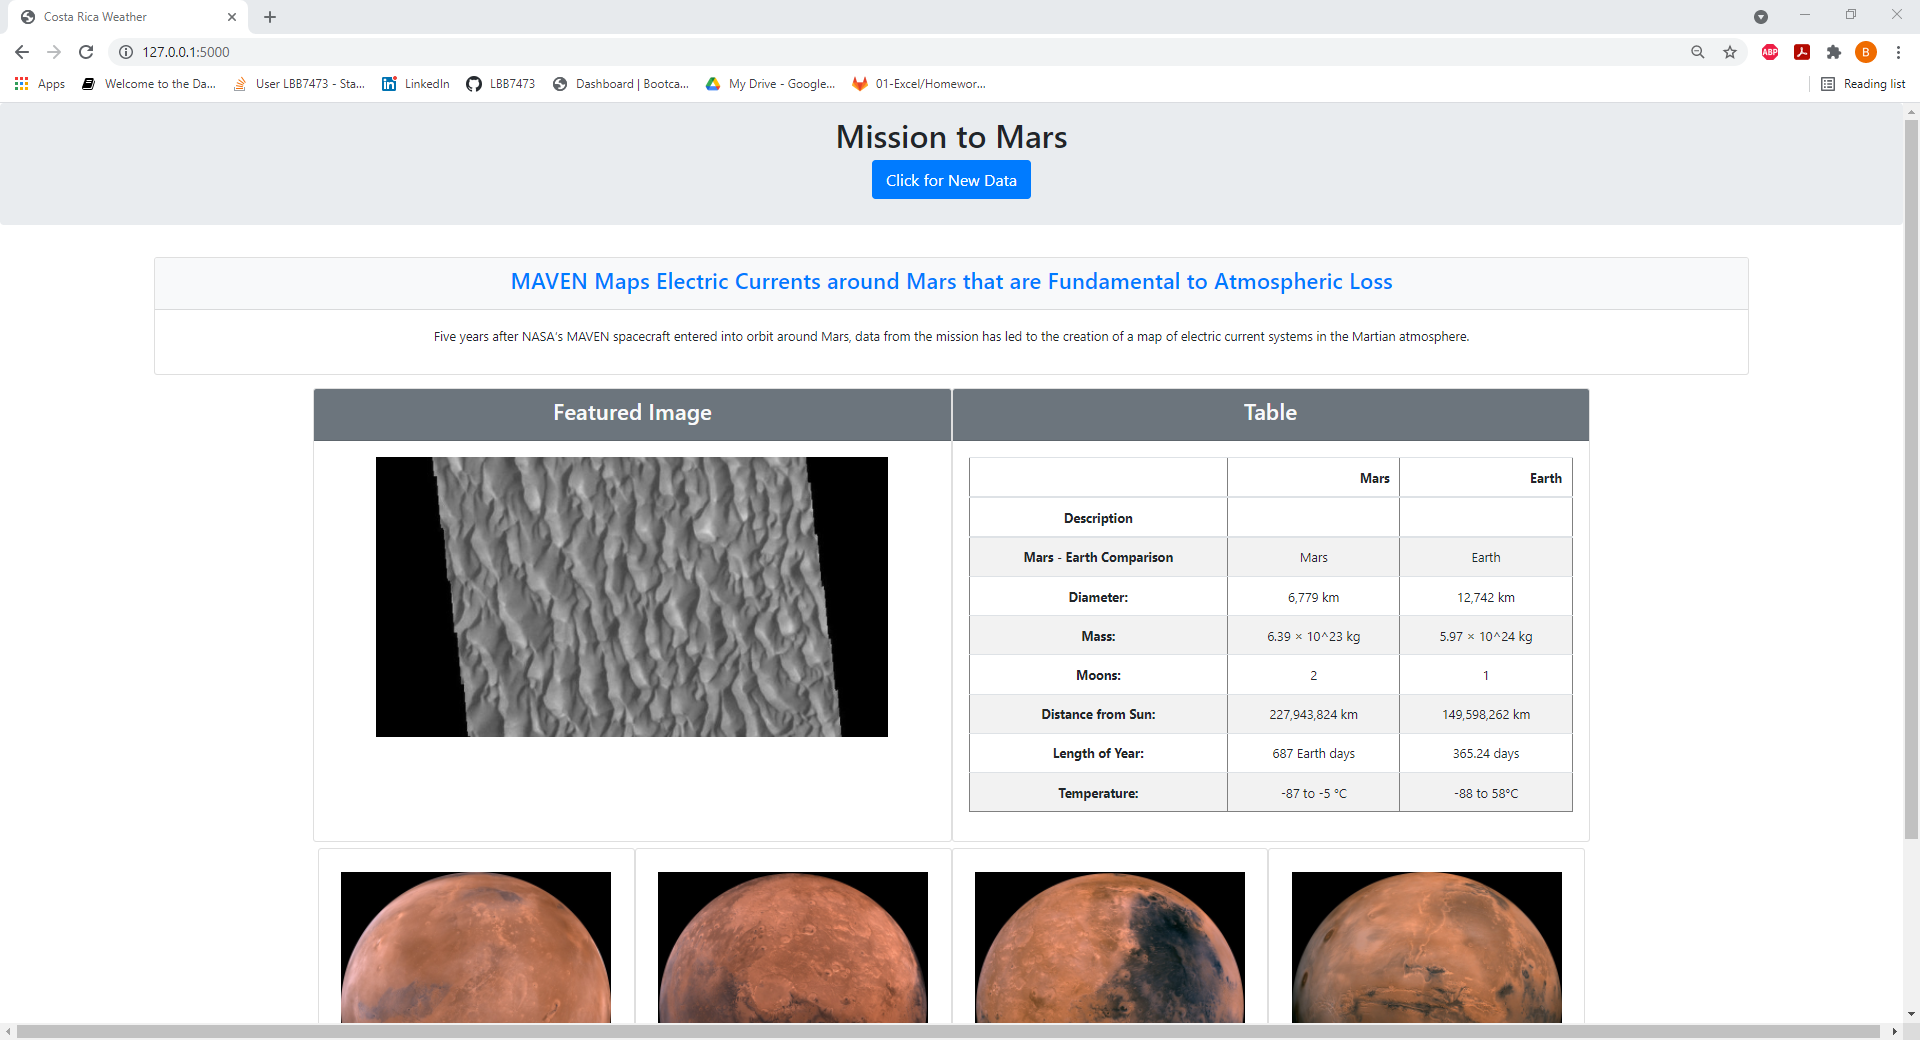 Costa Rica Weather
127.0.0.1:5000
ABP
B
Apps
Welcome to the Da...
User LBB7473 - Sta...
LinkedIn
LBB7473
Dashboard | Bootca...
My Drive - Google...
01-Excel/Homewor...
Reading list
Mission to Mars
Click for New Data
MAVEN Maps Electric Currents around Mars that are Fundamental to Atmospheric Loss
Five years after NASA's MAVEN spacecraft entered into orbit around Mars, data from the mission has led to the creation of a map of electric current systems in the Martian atmosphere.
Featured Image
Table
Mars Earth
Description
Mars - Earth Comparison Mars Earth
Diameter: 6,779 km 12,742 km
Mass: 6.39 × 10^23 kg 5.97 × 10^24 kg
Moons: 2 1
Distance from Sun: 227,943,824 km 149,598,262 km
Length of Year: 687 Earth days 365.24 days
Temperature: -87 to -5 °C -88 to 58°C